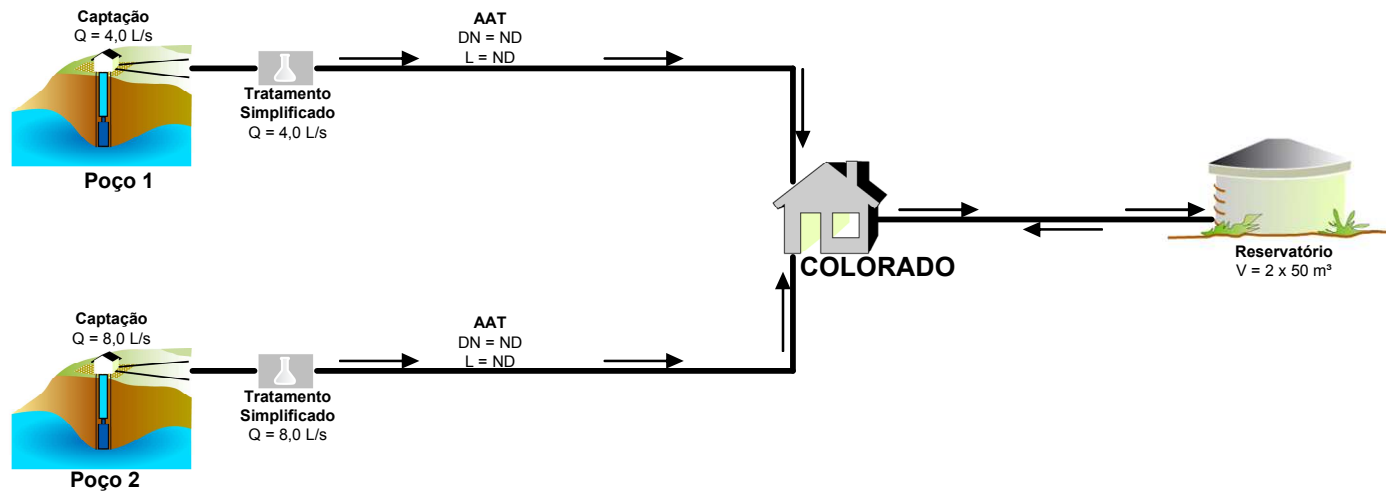 Captação
Q = 4,0 L/s
Poço 1
Tratamento
Simplificado
Q = 4,0 L/s
AAT
DN = ND
L = ND
COLORADO
Reservatório
V = 2 x 50 m³
Captação
Q = 8,0 L/s
Poço 2
Tratamento
Simplificado
Q = 8,0 L/s
AAT
DN = ND
L = ND